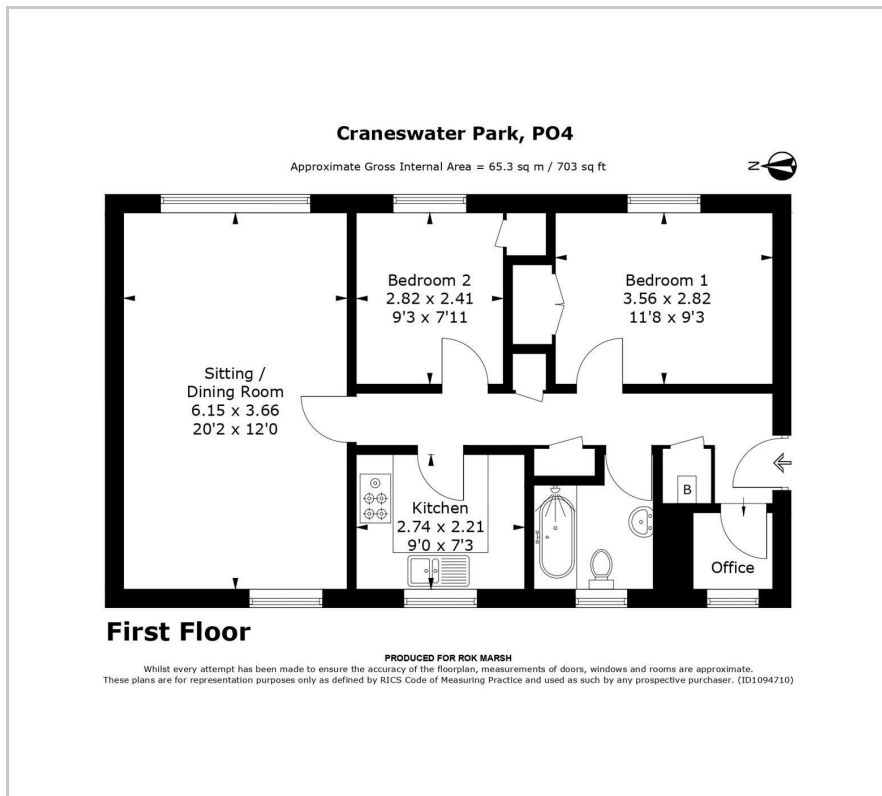 Craneswater Park, PO4
Approximate Gross Internal Area = 65.3 sq m / 703 sq ft
N
Bedroom 2
2.82 x 2.41
9'3 x 7'11
Bedroom 1
3.56 x 2.82
11'8 x 9'3
Sitting /
Dining Room
6.15 x 3.66
20'2 x 12'0
Kitchen
2.74 x 2.21
9'0 x 7'3
B
Office
First Floor
PRODUCED FOR ROK MARSH
Whilst every attempt has been made to ensure the accuracy of the floorplan, measurements of doors, windows and rooms are approximate.
These plans are for representation purposes only as defined by RICS Code of Measuring Practice and used as such by any prospective purchaser. (ID1094710)